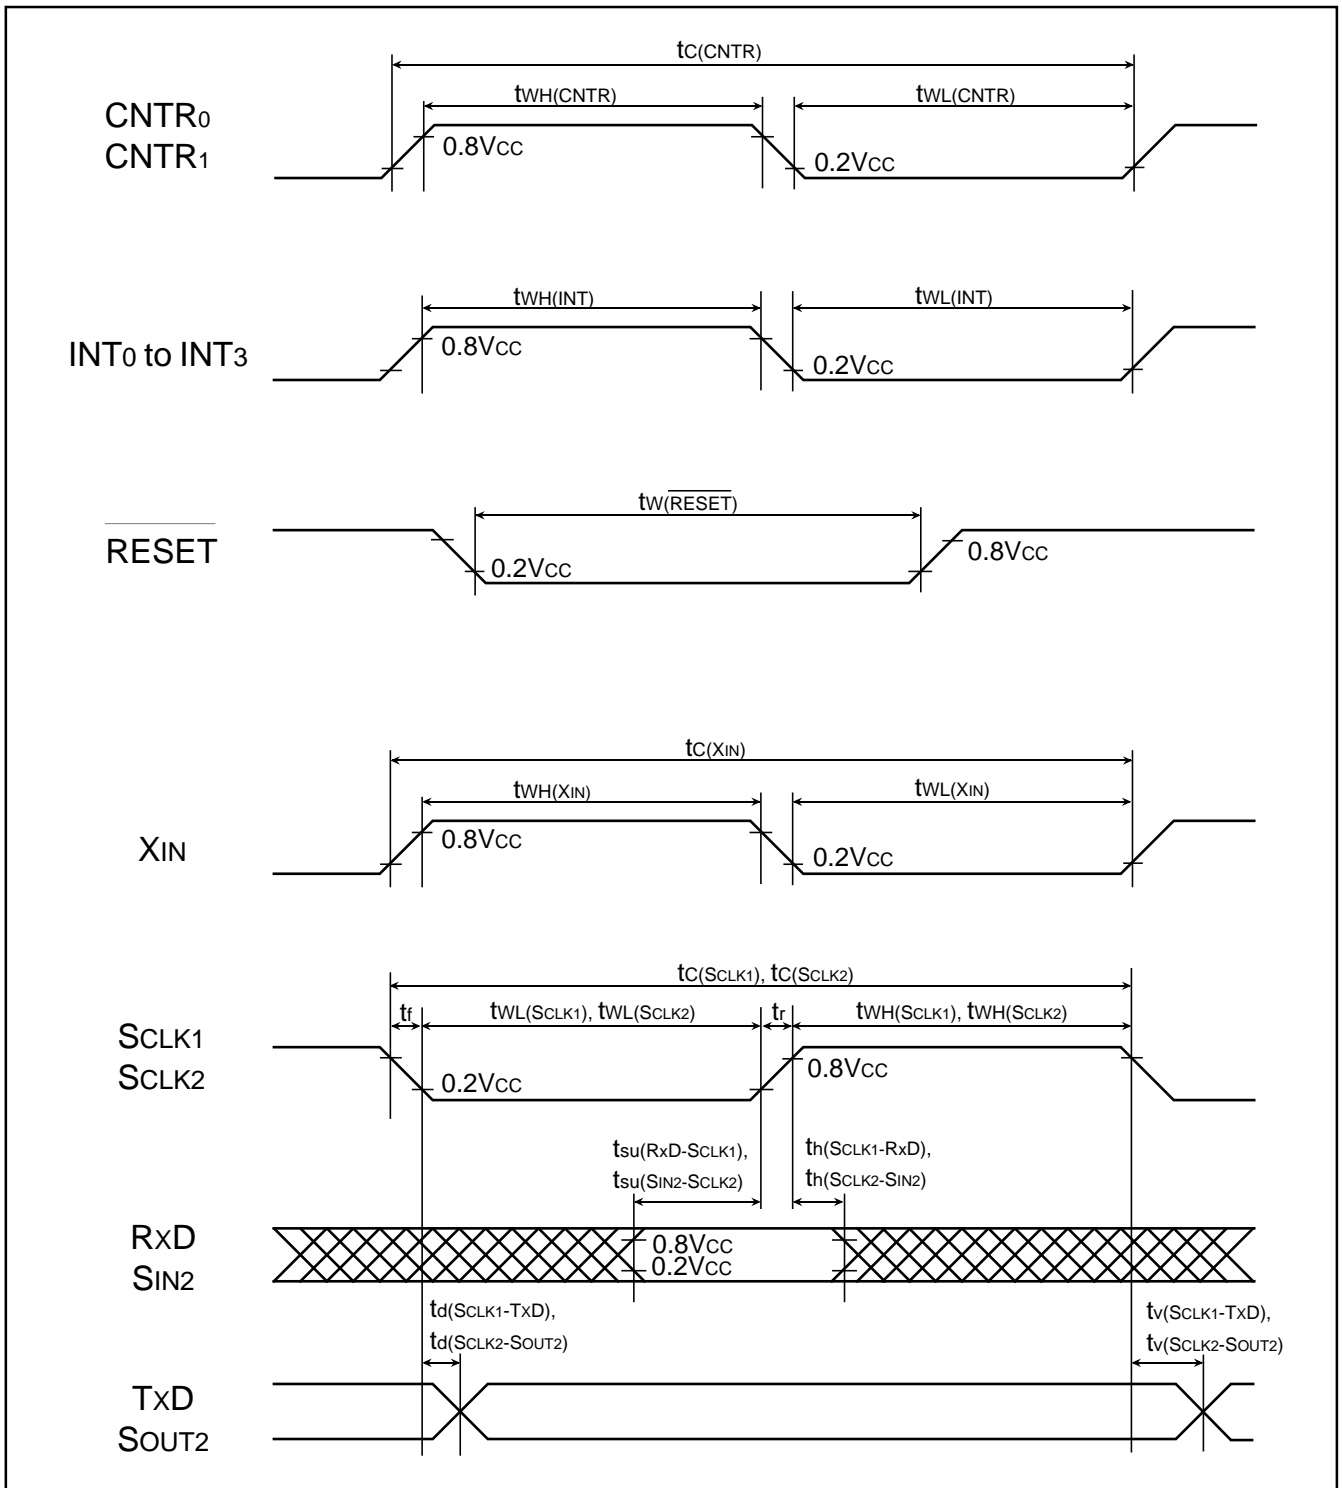 tC(CNTR)
tWH(CNTR)
tWL(CNTR)
CNTR0
CNTR1
0.8VCC
0.2VCC
tWH(INT)
tWL(INT)
INT0 to INT3
0.8VCC
0.2VCC
tW(RESET)
RESET
0.2VCC
0.8VCC
tC(XIN)
tWH(XIN)
tWL(XIN)
XIN
0.8VCC
0.2VCC
tC(SCLK1), tC(SCLK2)
tf
tWL(SCLK1), tWL(SCLK2)
tr
tWH(SCLK1), tWH(SCLK2)
SCLK1
SCLK2
0.2VCC
0.8VCC
tsu(RxD-SCLK1),
tsu(SIN2-SCLK2)
th(SCLK1-RxD),
th(SCLK2-SIN2)
RXD
SIN2
0.8VCC
0.2VCC
td(SCLK1-TXD),
td(SCLK2-SOUT2)
tv(SCLK1-TXD),
tv(SCLK2-SOUT2)
TXD
SOUT2